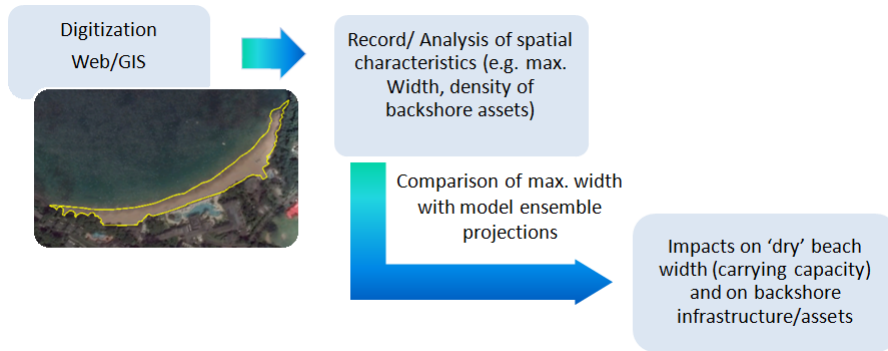 Digitization
Web/GIS
Record/ Analysis of spatial
characteristics (e.g. max.
Width, density of
backshore assets)
Comparison of max. width
with model ensemble
projections
Impacts on ‘dry’ beach
width (carrying capacity)
and on backshore
infrastructure/assets